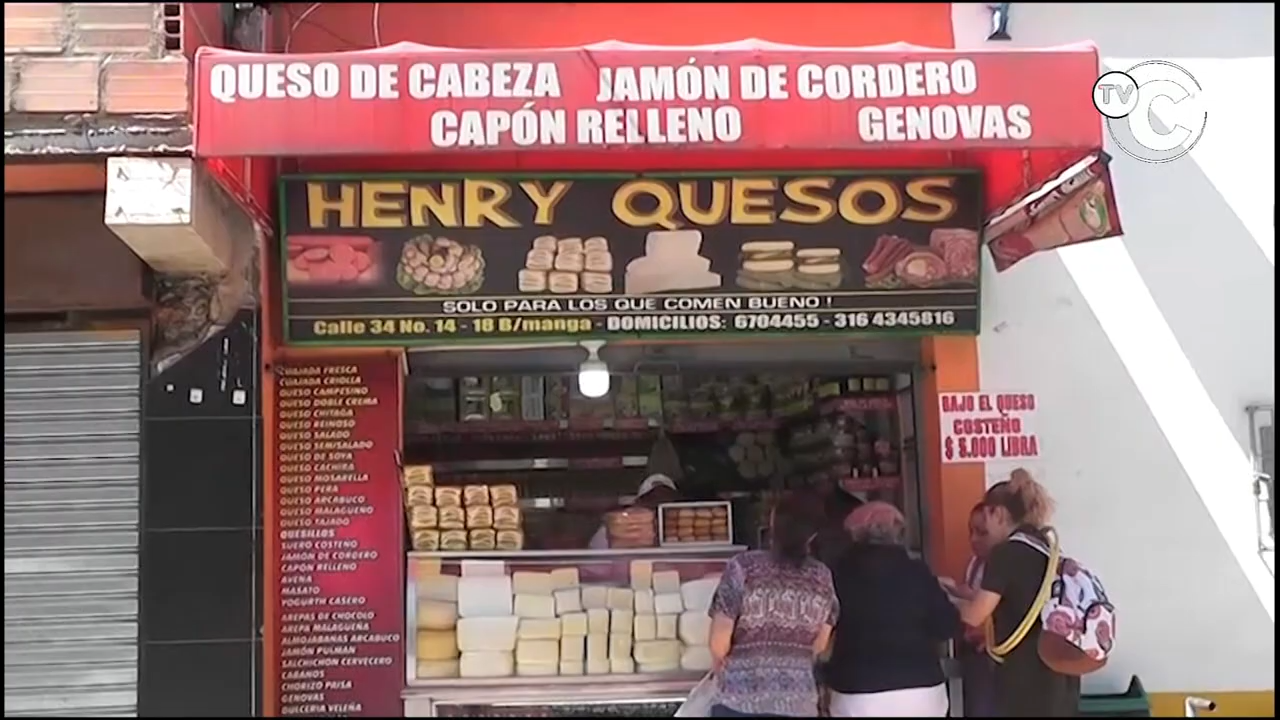 QUESO DE CABEZA JAMÓN DE CORDERO
CAPÓN RELLENO GENOVAS
TV C
HENRY QUESOS
SOLO PARA LOS QUE COMEN BUENO !
Calle 34 No. 14 - 18 B/manga - DOMICILIOS: 6704455 - 316 4345816
CUAJADA FRESCA
CUAJADA CRIOLLA
QUESO CAMPESINO
QUESO DOBLE CREMA
QUESO CHITAGA
QUESO REINOSO
QUESO SALADO
QUESO SEMISALADO
QUESO DE SOYA
QUESO CACHIRA
QUESO MOSARELLA
QUESO PERA
QUESO ARCABUCO
QUESO MALAGUEÑO
QUESO TAJADO
QUESILLOS
SUERO COSTEÑO
JAMÓN DE CORDERO
CAPON RELLENO
AVENA
MASATO
YOGURTH CASERO
AREPAS DE CHOCOLO
AREPA MALAGUEÑA
ALMOJABANAS ARCABUCO
JAMÓN PULMAN
SALCHICHON CERVECERO
CABANOS
CHORIZO PAISA
GENOVAS
DULCERIA VELEÑA
BAJO EL QUESO
COSTEÑO
$ 5.000 LIBRA